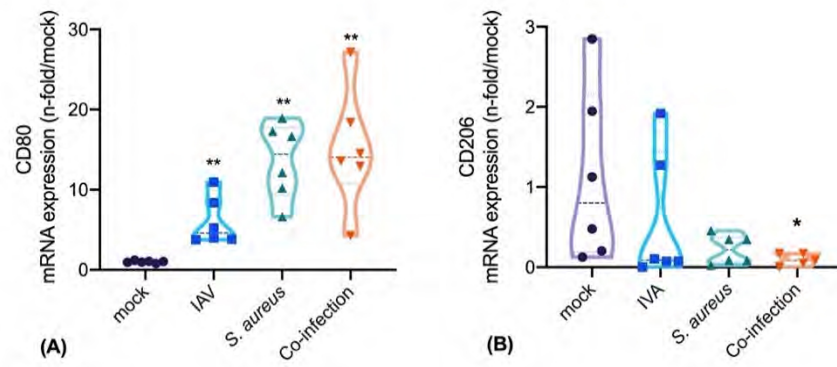 CD80
mRNA expression (n-fold/mock)
30
20
10
0
**
**
**
mock
IAV
S. aureus
Co-infection
(A)
CD206
mRNA expression (n-fold/mock)
3
2
1
0
*
mock
IVA
S. aureus
Co-infection
(B)